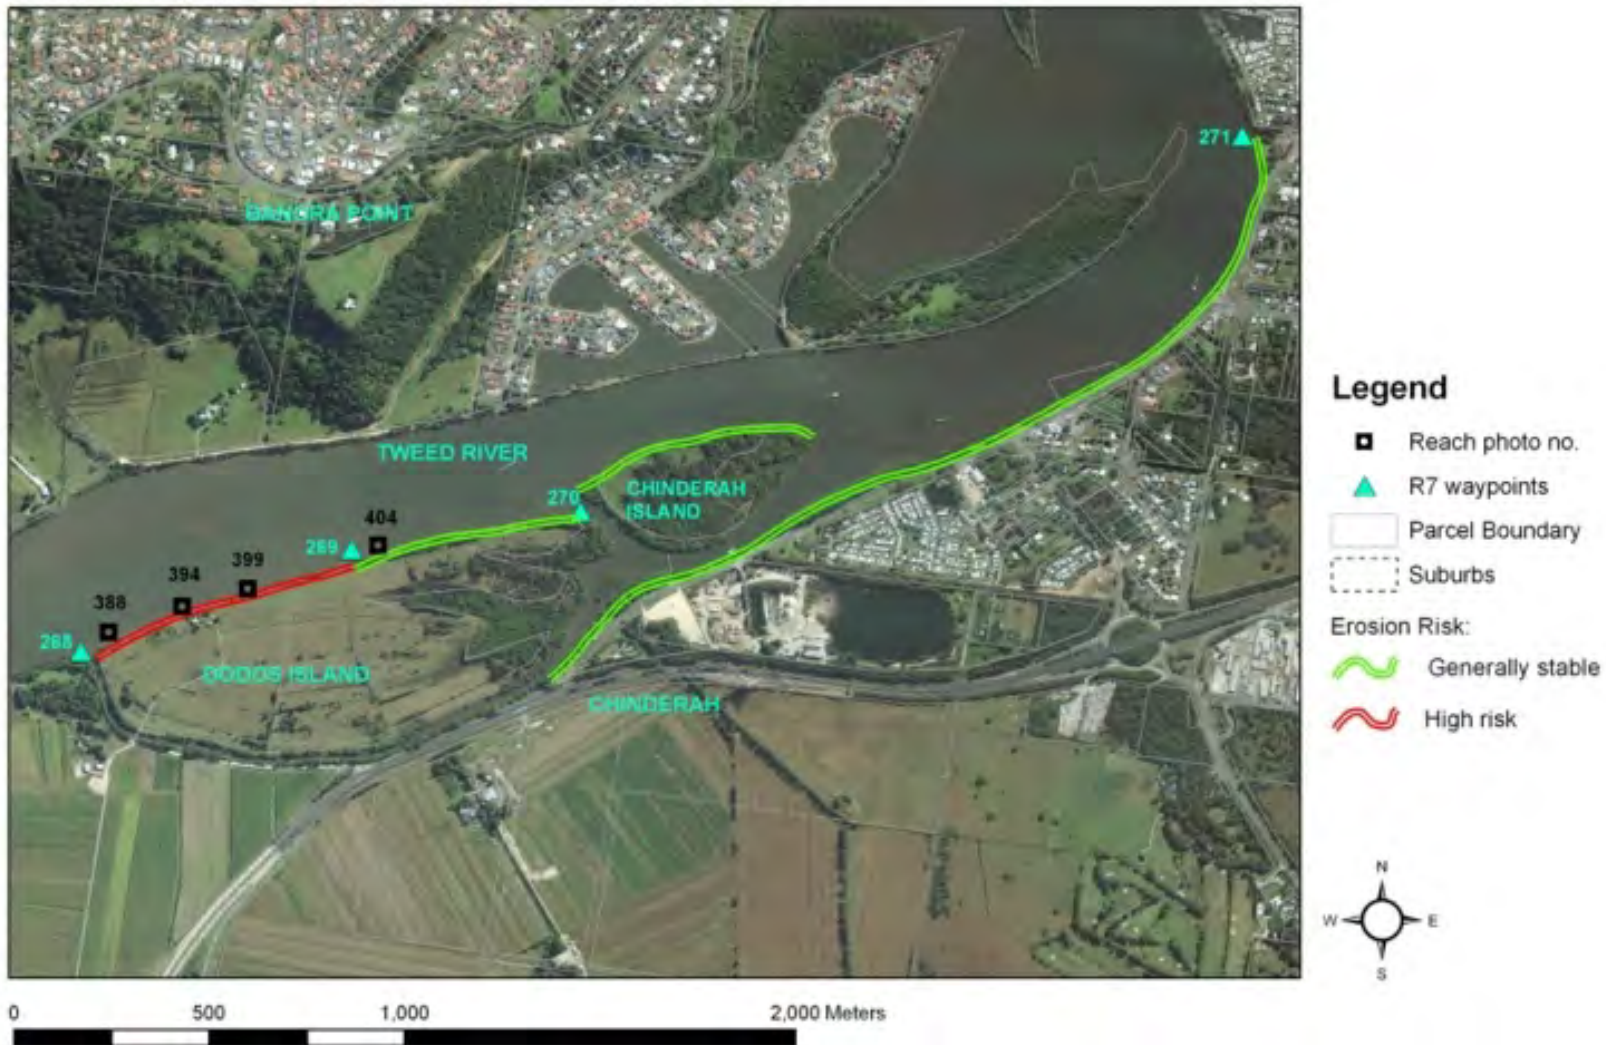 271
BANORA POINT
TWEED RIVER
CHINDERAH
ISLAND
270
404
269
399
394
388
268
DODOS ISLAND
CHINDERAH
Legend
Reach photo no.
R7 waypoints
Parcel Boundary
Suburbs
Erosion Risk:
Generally stable
High risk
N
W
E
S
0
500
1,000
2,000 Meters